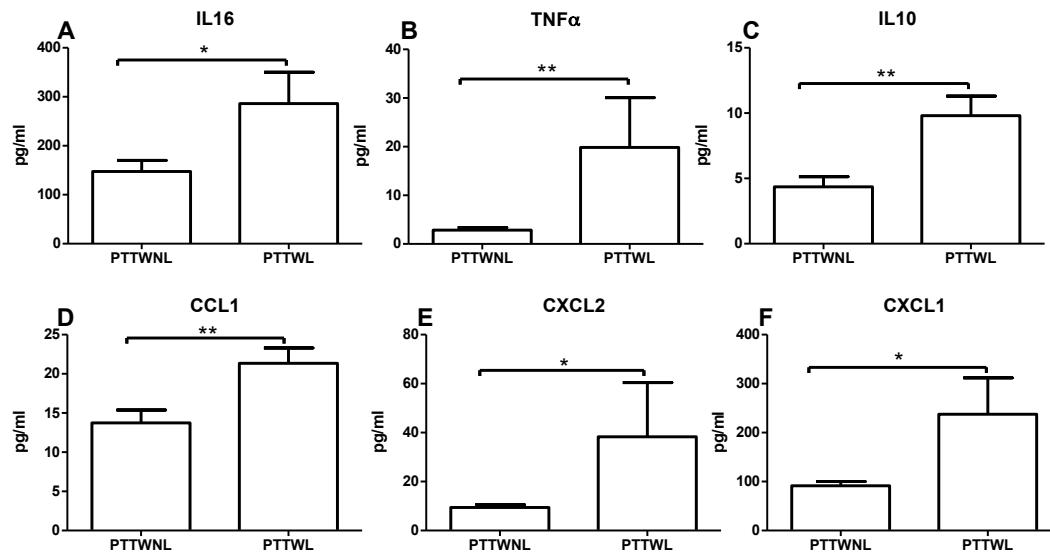 A
IL16
400
300
200
100
0
pg/ml
*
PTTWNL
PTTWL
B
TNFα
40
30
20
10
0
pg/ml
**
PTTWNL
PTTWL
C
IL10
15
10
5
0
pg/ml
**
PTTWNL
PTTWL
D
CCL1
25
20
15
10
5
0
pg/ml
**
PTTWNL
PTTWL
E
CXCL2
80
60
40
20
0
pg/ml
*
PTTWNL
PTTWL
F
CXCL1
400
300
200
100
0
pg/ml
*
PTTWNL
PTTWL